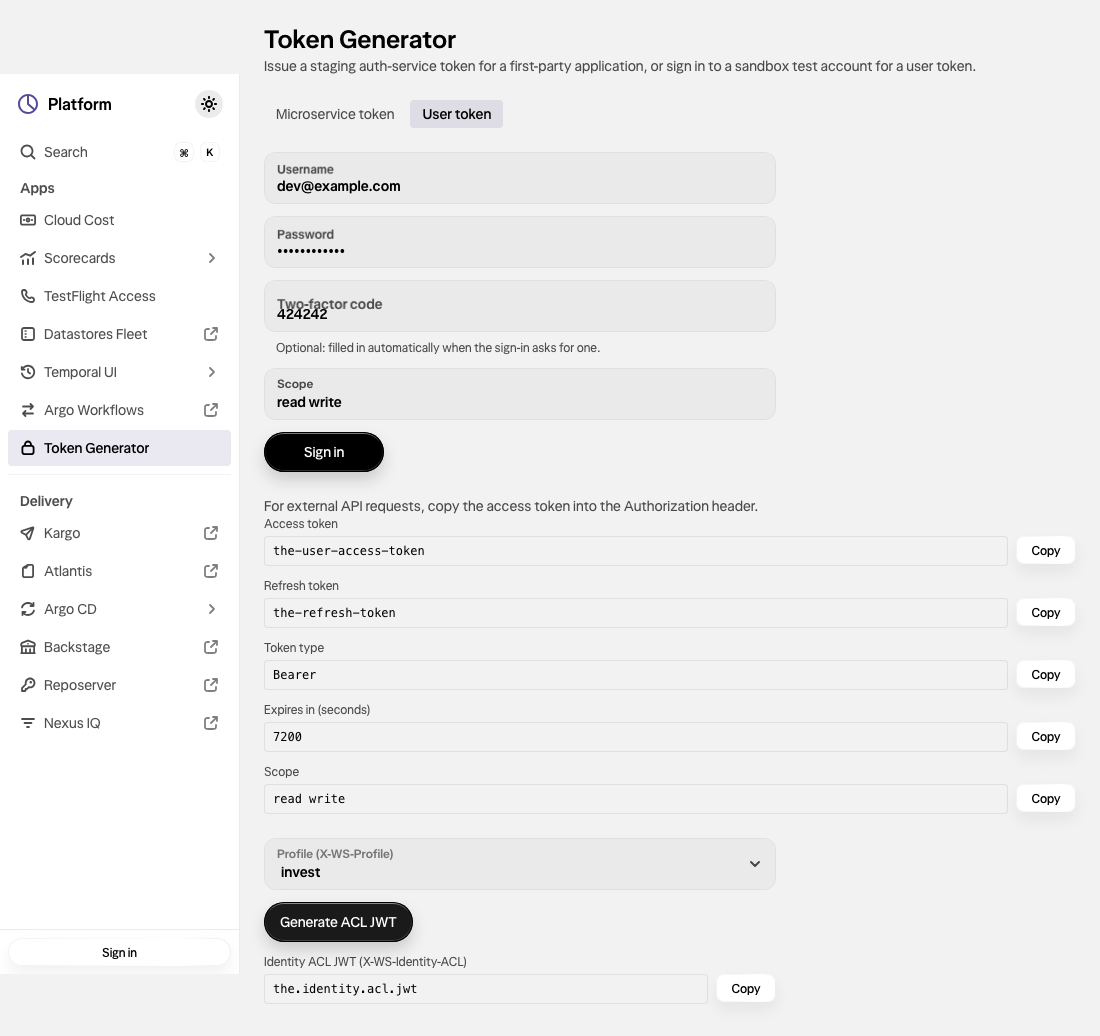 Token Generator
Issue a staging auth-service token for a first-party application, or sign in to a sandbox test account for a user token.
Platform
Search ⌘ K
Apps
Cloud Cost
Scorecards
TestFlight Access
Datastores Fleet
Temporal UI
Argo Workflows
Token Generator
Delivery
Kargo
Atlantis
Argo CD
Backstage
Reposerver
Nexus IQ
Sign in
Microservice token User token
Username
dev@example.com
Password
••••••••••••
Two-factor code
424242
Optional: filled in automatically when the sign-in asks for one.
Scope
read write
Sign in
For external API requests, copy the access token into the Authorization header.
Access token
the-user-access-token Copy
Refresh token
the-refresh-token Copy
Token type
Bearer Copy
Expires in (seconds)
7200 Copy
Scope
read write Copy
Profile (X-WS-Profile)
invest
Generate ACL JWT
Identity ACL JWT (X-WS-Identity-ACL)
the.identity.acl.jwt Copy